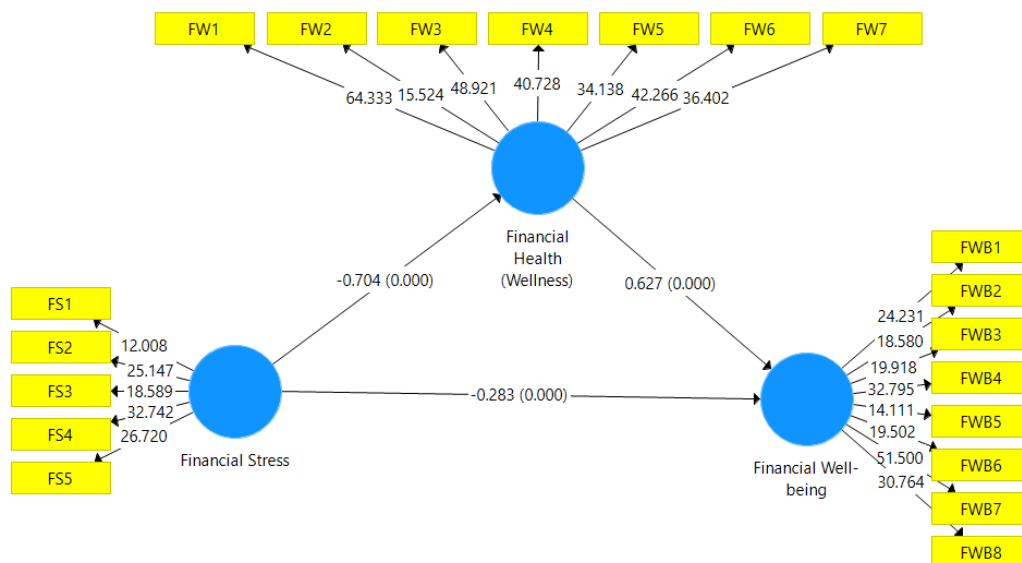 FW1
FW2
FW3
FW4
FW5
FW6
FW7
64.333
15.524
48.921
40.728
34.138
42.266
36.402
Financial
Health
(Wellness)
-0.704 (0.000)
0.627 (0.000)
FS1
FS2
FS3
FS4
FS5
12.008
25.147
18.589
32.742
26.720
Financial Stress
-0.283 (0.000)
Financial Well-
being
24.231
18.580
19.918
32.795
14.111
19.502
51.500
30.764
FWB1
FWB2
FWB3
FWB4
FWB5
FWB6
FWB7
FWB8